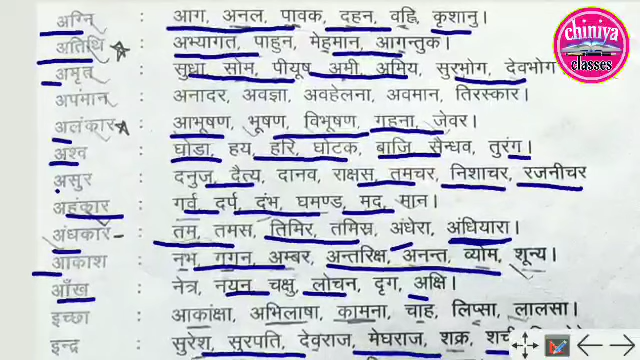 अग्नि : आग, अनल, पावक, दहन, वह्नि, कृशानु।
अतिथि : अभ्यागत, पाहुन, मेहमान, आगन्तुक।
अमृत : सुधा सोम, पीयूष, अमी, अमिय, सुरभोग, देवभोग
अपमान : अनादर, अवज्ञा, अवहेलना, अवमान, तिरस्कार।
अलंकार : आभूषण, भूषण, विभूषण, गहना, जेवर।
अश्व : घोडा, हय, हरि, घोटक, बाजि, सैन्धव, तुरंग।
असुर : दनुज, दैत्य, दानव, राक्षस, तमचर, निशाचर, रजनीचर
अहंकार : गर्व, दर्प, दंभ, घमण्ड, मद, मान।
अंधकार : तम, तमस, तिमिर, तमिस्र, अंधेरा, अंधियारा।
आकाश : नभ, गगन, अम्बर, अन्तरिक्ष, अनन्त, व्योम, शून्य।
आँख : नेत्र, नयन, चक्षु, लोचन, दृग, अक्षि।
इच्छा : आकांक्षा, अभिलाषा, कामना, चाह, लिप्सा, लालसा।
इन्द्र : सुरेश, सुरपति, देवराज, मेघराज, शक्र,
chiniya
classes